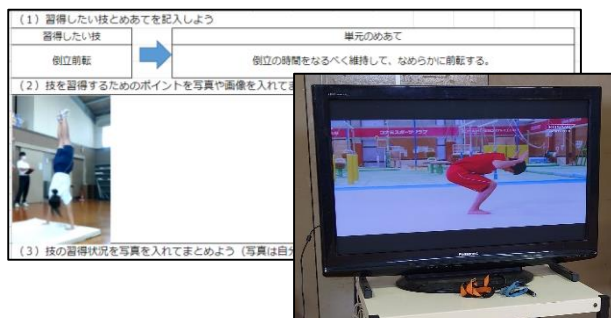 （1）習得したい技とめあてを記入しよう
習得したい技
単元のめあて
倒立前転
倒立の時間をなるべく維持して、なめらかに前転する。
（2）技を習得するためのポイントを写真や画像を入れてま
（3）技の習得状況を写真を入れてまとめよう（写真は自分
Panasonic